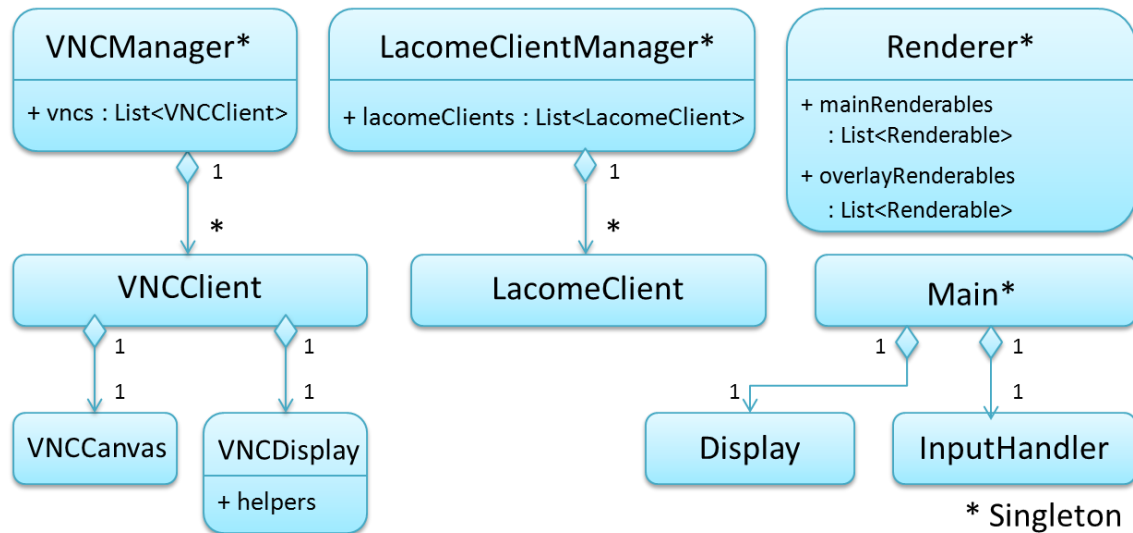 VNCManager*
+ vncs : List<VNCClient>
LacomeClientManager*
+ lacomeClients : List<LacomeClient>
Renderer*
+ mainRenderables
: List<Renderable>
+ overlayRenderables
: List<Renderable>
1
*
1
*
VNCClient
LacomeClient
Main*
1
1
1
1
1
1
1
1
VNCCanvas
VNCDisplay
+ helpers
Display
InputHandler
* Singleton